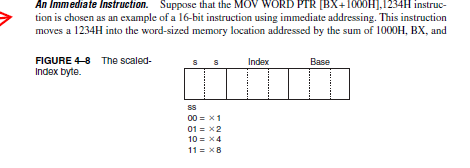 An Immediate Instruction. Suppose that the MOV WORD PTR [BX+1000H],1234H instruc-
tion is chosen as an example of a 16-bit instruction using immediate addressing. This instruction
moves a 1234H into the word-sized memory location addressed by the sum of 1000H, BX, and
FIGURE 4–8 The scaled-
index byte.
s s Index Base
ss
00 = ×1
01 = ×2
10 = ×4
11 = ×8